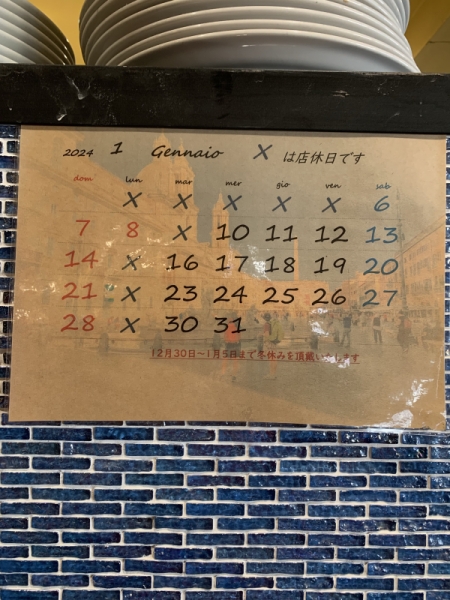 2024 1 Gennaio X は店休日です
dom lun mar mer gio ven sab
X X X X X 6
7 8 X 10 11 12 13
14 X 16 17 18 19 20
21 X 23 24 25 26 27
28 X 30 31
12月30日～1月5日まで冬休みを頂戴いたします